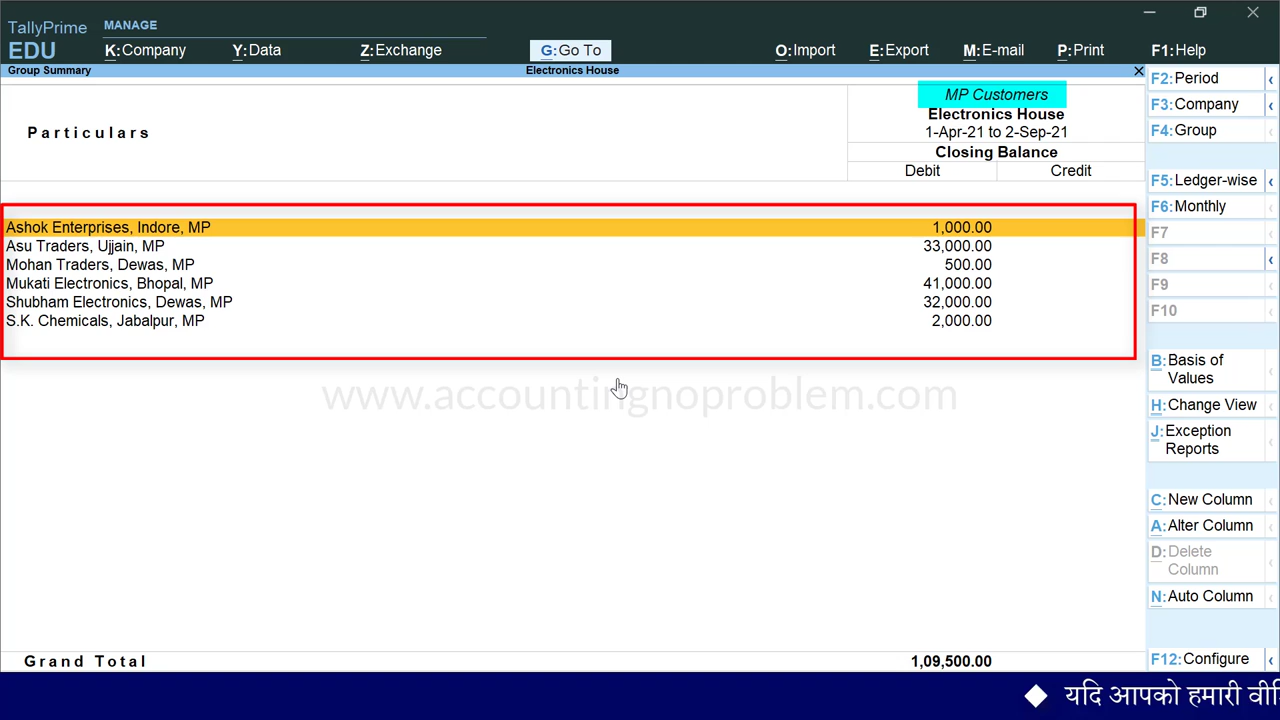 TallyPrime
EDU
MANAGE
K:Company Y:Data Z:Exchange G:Go To O:Import E:Export M:E-mail P:Print F1:Help
Group Summary Electronics House
Particulars
MP Customers
Electronics House
1-Apr-21 to 2-Sep-21
Closing Balance
Debit Credit
Ashok Enterprises, Indore, MP 1,000.00
Asu Traders, Ujjain, MP 33,000.00
Mohan Traders, Dewas, MP 500.00
Mukati Electronics, Bhopal, MP 41,000.00
Shubham Electronics, Dewas, MP 32,000.00
S.K. Chemicals, Jabalpur, MP 2,000.00
www.accountingnoproblem.com
Grand Total 1,09,500.00
F2:Period
F3:Company
F4:Group
F5:Ledger-wise
F6:Monthly
F7
F8
F9
F10
B:Basis of
Values
H:Change View
J:Exception
Reports
C:New Column
A:Alter Column
D:Delete
Column
N:Auto Column
F12:Configure
◆ यदि आपको हमारी